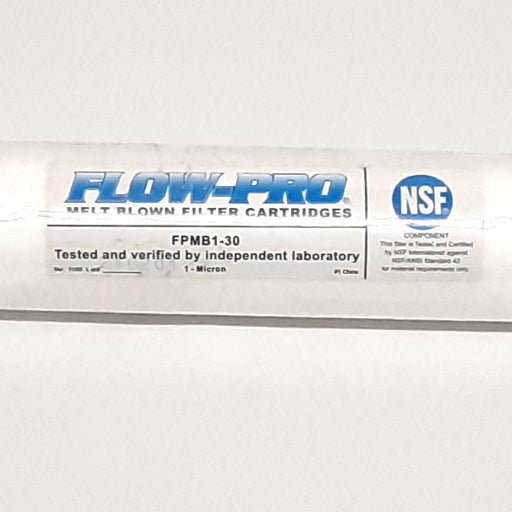 FLOW-PRO®
MELT BLOWN FILTER CARTRIDGES
FPMB1-30
Tested and verified by independent laboratory
1 - Micron
NSF®
COMPONENT
This filter is Tested and Certified
by NSF International against
NSF/ANSI Standard 42
for material requirements only